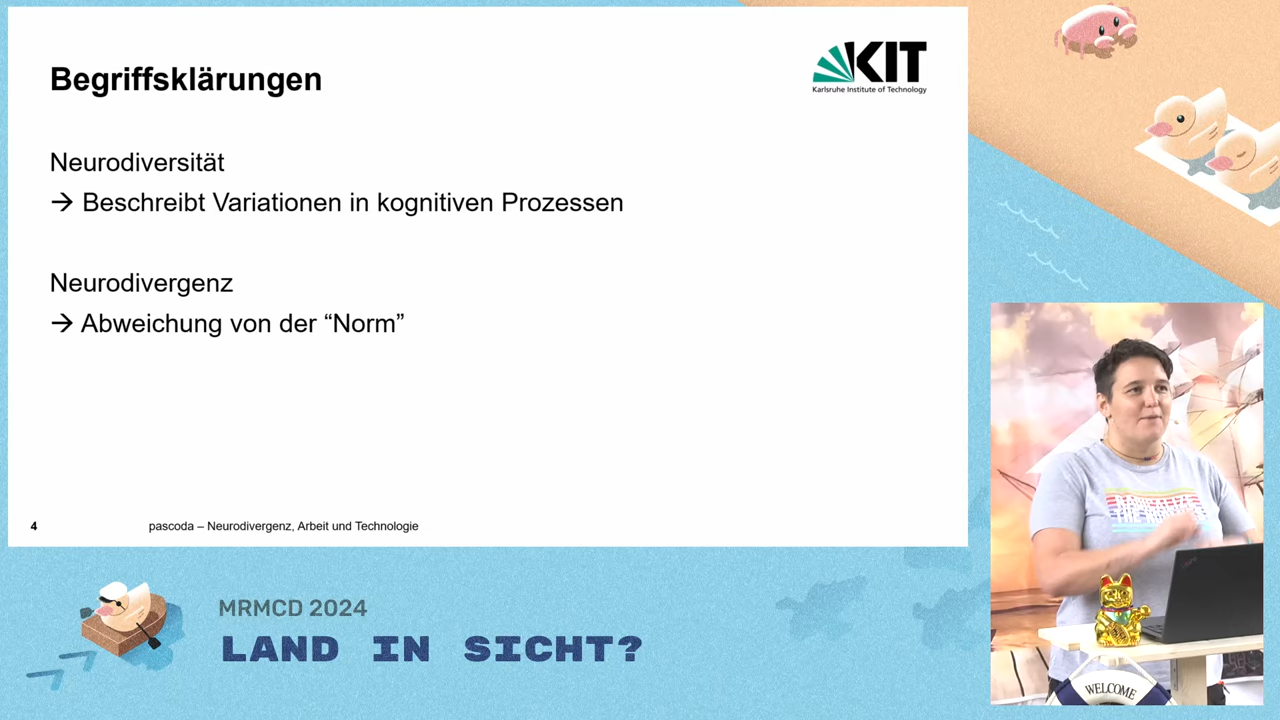 Begriffsklärungen
KIT
Karlsruhe Institute of Technology
Neurodiversität
→ Beschreibt Variationen in kognitiven Prozessen
Neurodivergenz
→ Abweichung von der “Norm”
4
pascoda – Neurodivergenz, Arbeit und Technologie
MRMCD 2024
LAND IN SICHT?
WELCOME